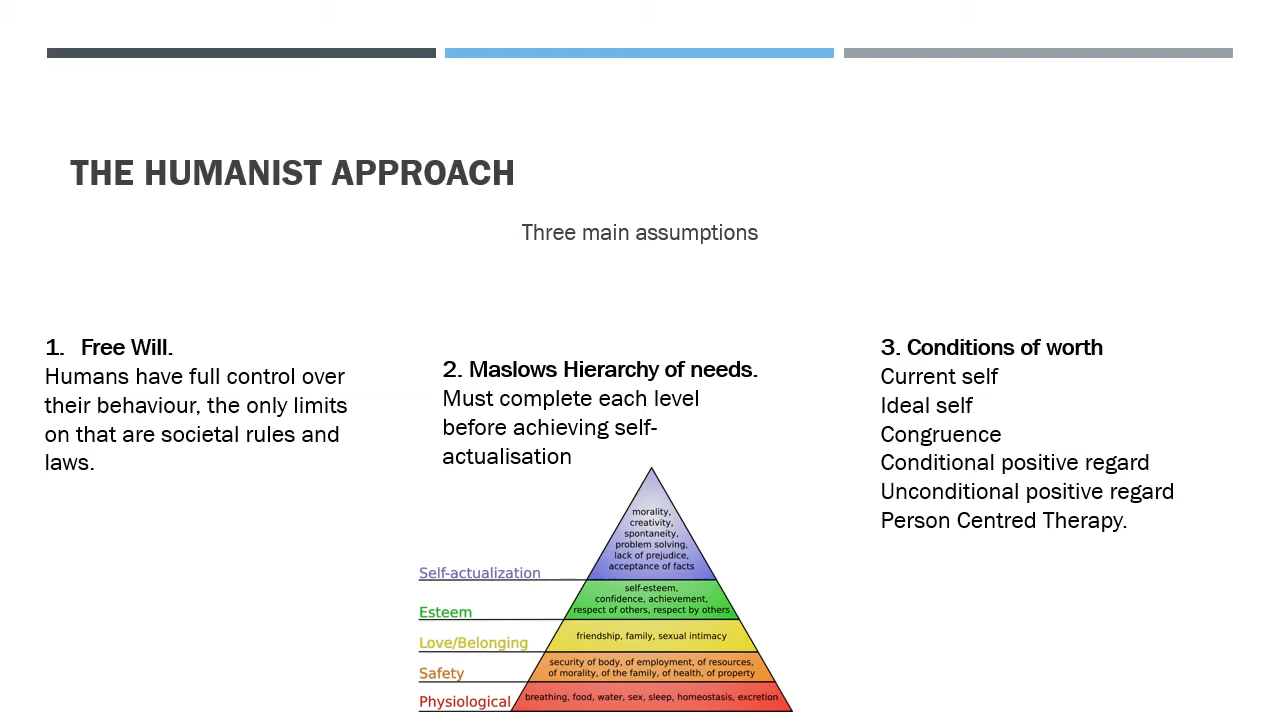 THE HUMANIST APPROACH
Three main assumptions
1. Free Will.
Humans have full control over
their behaviour, the only limits
on that are societal rules and
laws.
2. Maslows Hierarchy of needs.
Must complete each level
before achieving self-
actualisation
morality,
creativity,
spontaneity,
problem solving,
lack of prejudice,
acceptance of facts
Self-actualization
self-esteem,
confidence, achievement,
respect of others, respect by others
Esteem
friendship, family, sexual intimacy
Love/Belonging
security of body, of employment, of resources,
of morality, of the family, of health, of property
Safety
breathing, food, water, sex, sleep, homeostasis, excretion
Physiological
3. Conditions of worth
Current self
Ideal self
Congruence
Conditional positive regard
Unconditional positive regard
Person Centred Therapy.